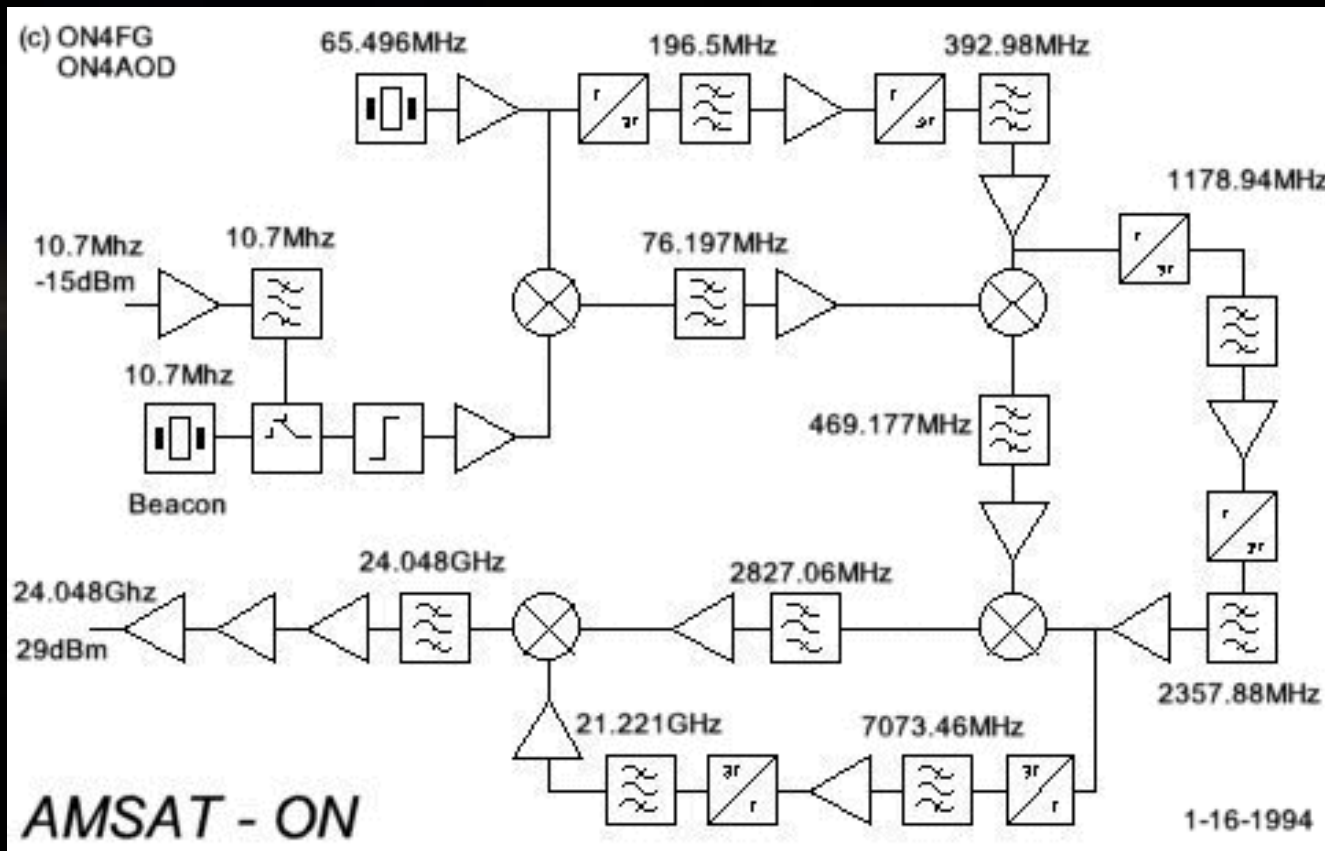 (c) ON4FG
ON4AOD
65.496MHz
196.5MHz
392.98MHz
1178.94MHz
10.7Mhz
-15dBm
10.7Mhz
76.197MHz
10.7Mhz
469.177MHz
Beacon
24.048GHz
2827.06MHz
24.048Ghz
29dBm
2357.88MHz
21.221GHz
7073.46MHz
AMSAT - ON
1-16-1994